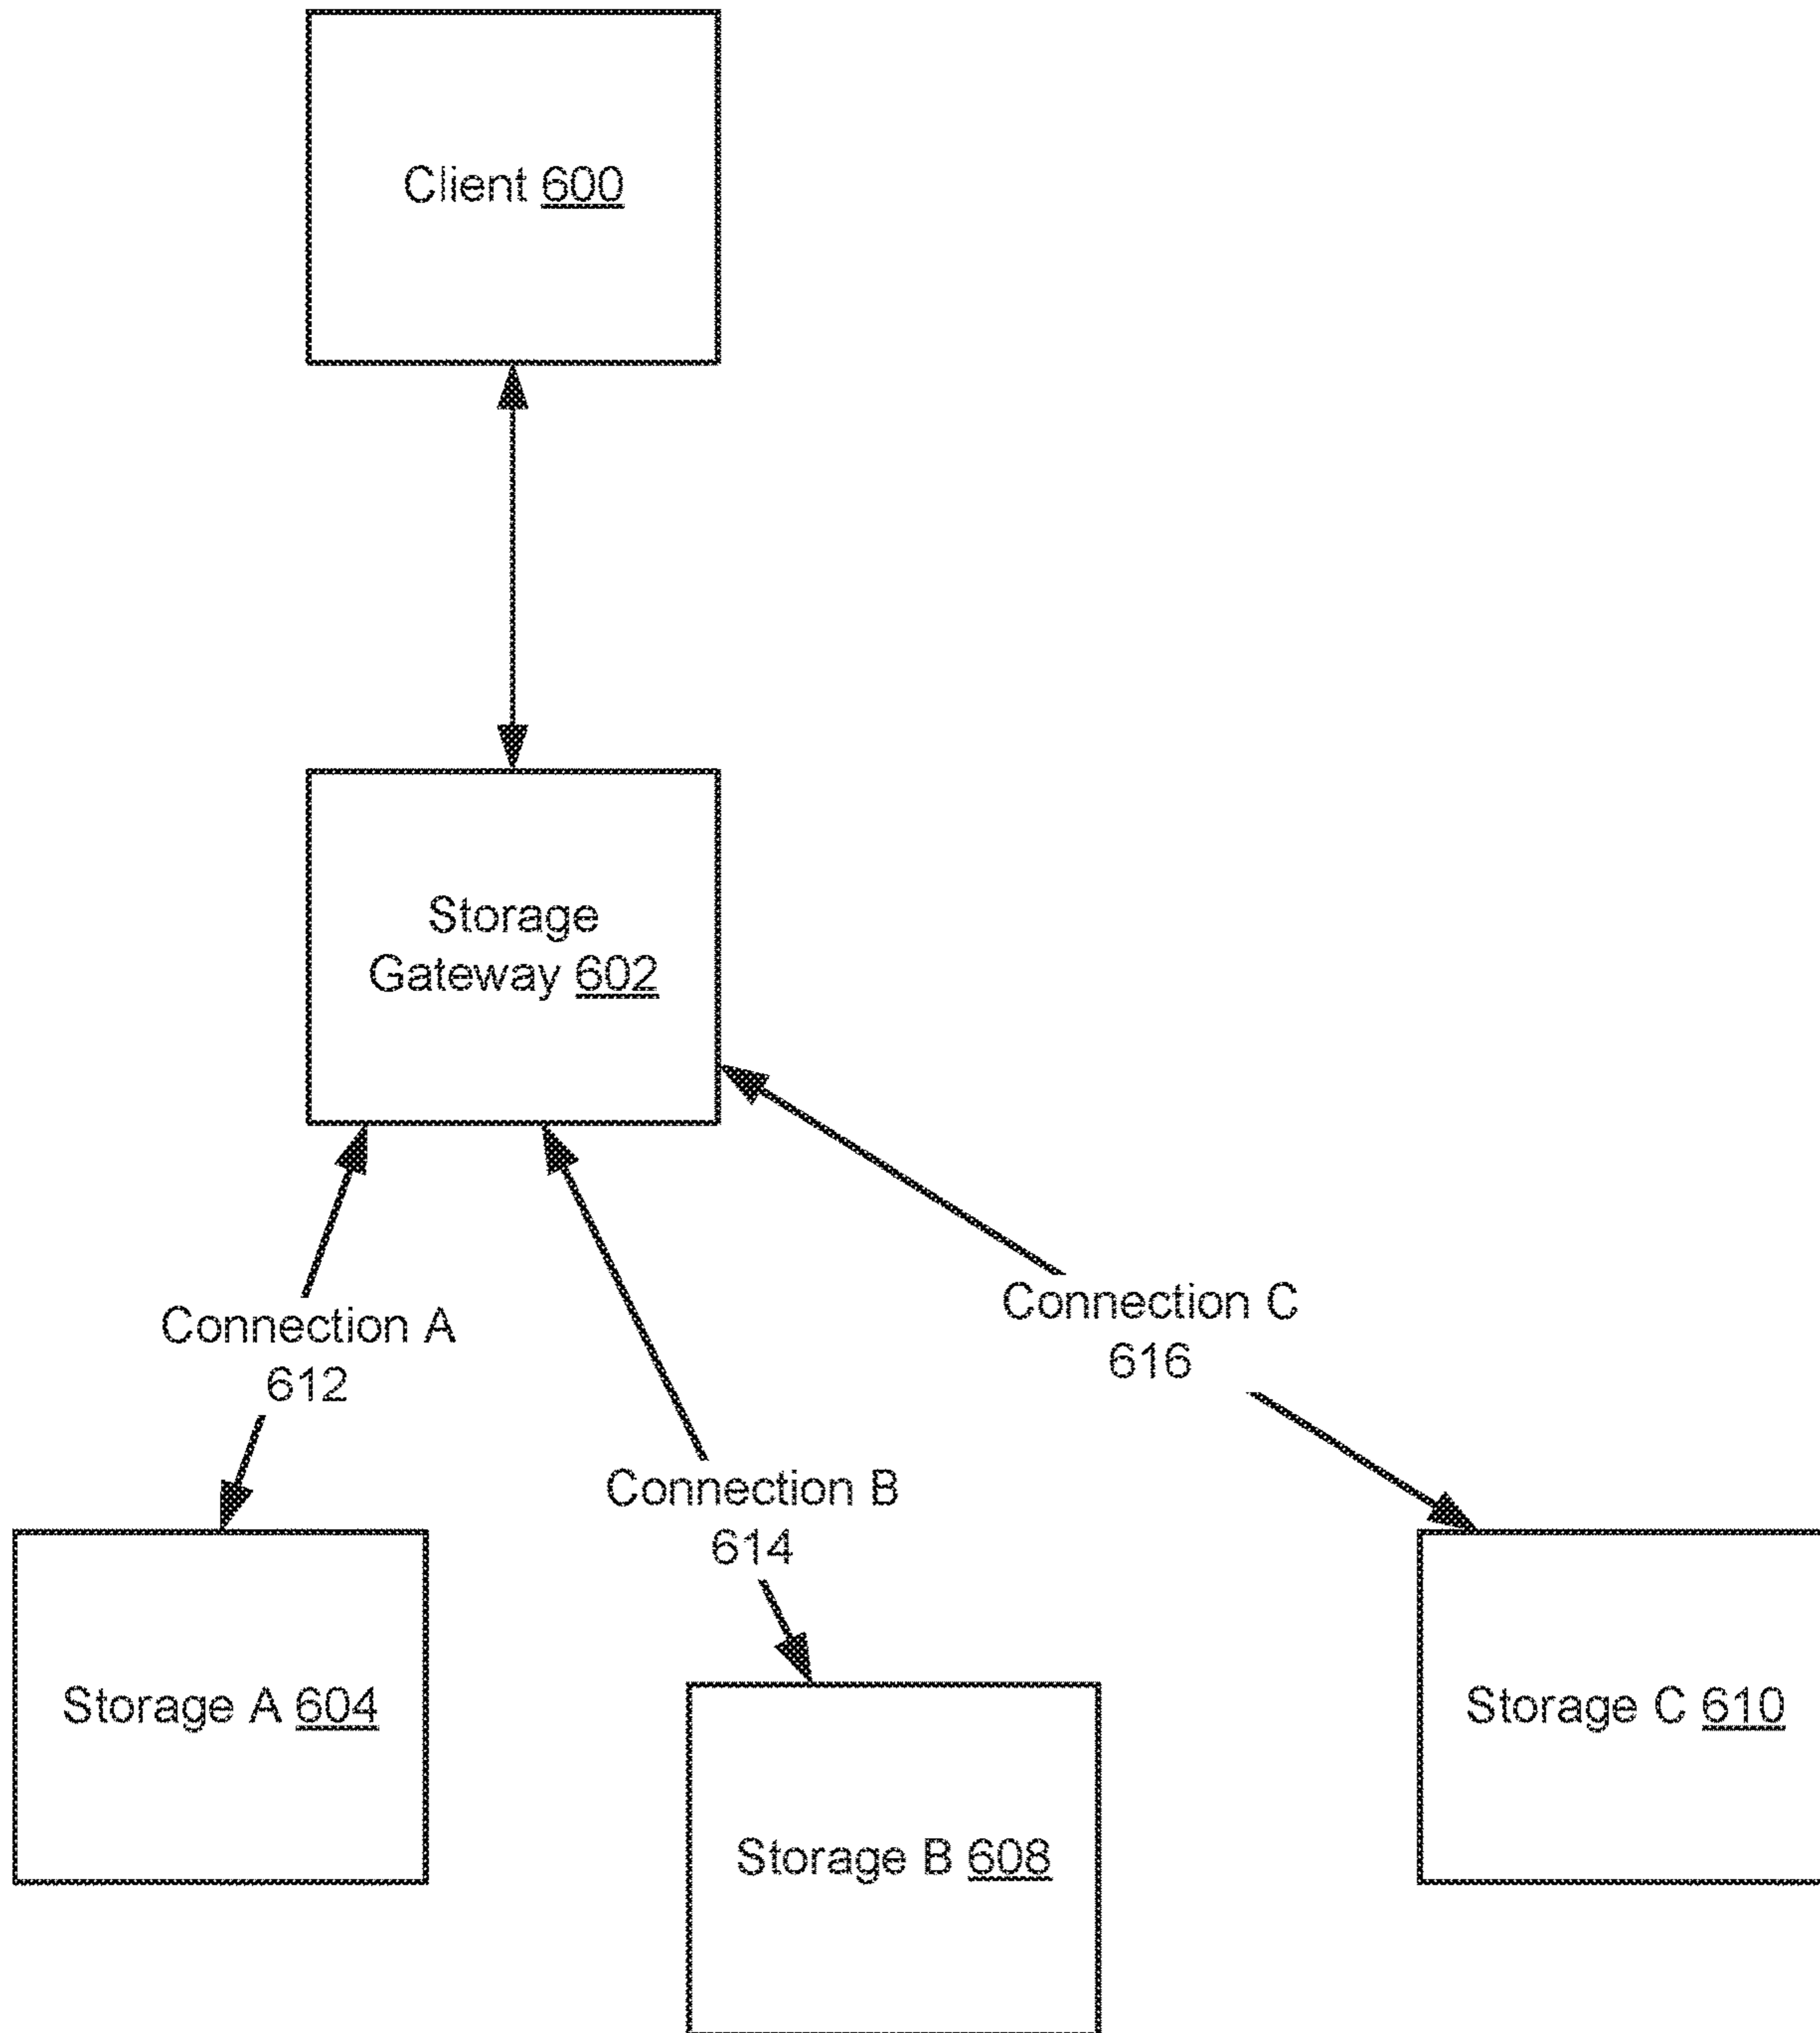 Client 600
Storage
Gateway 602
Connection A
612
Connection C
616
Connection B
614
Storage A 604
Storage C 610
Storage B 608